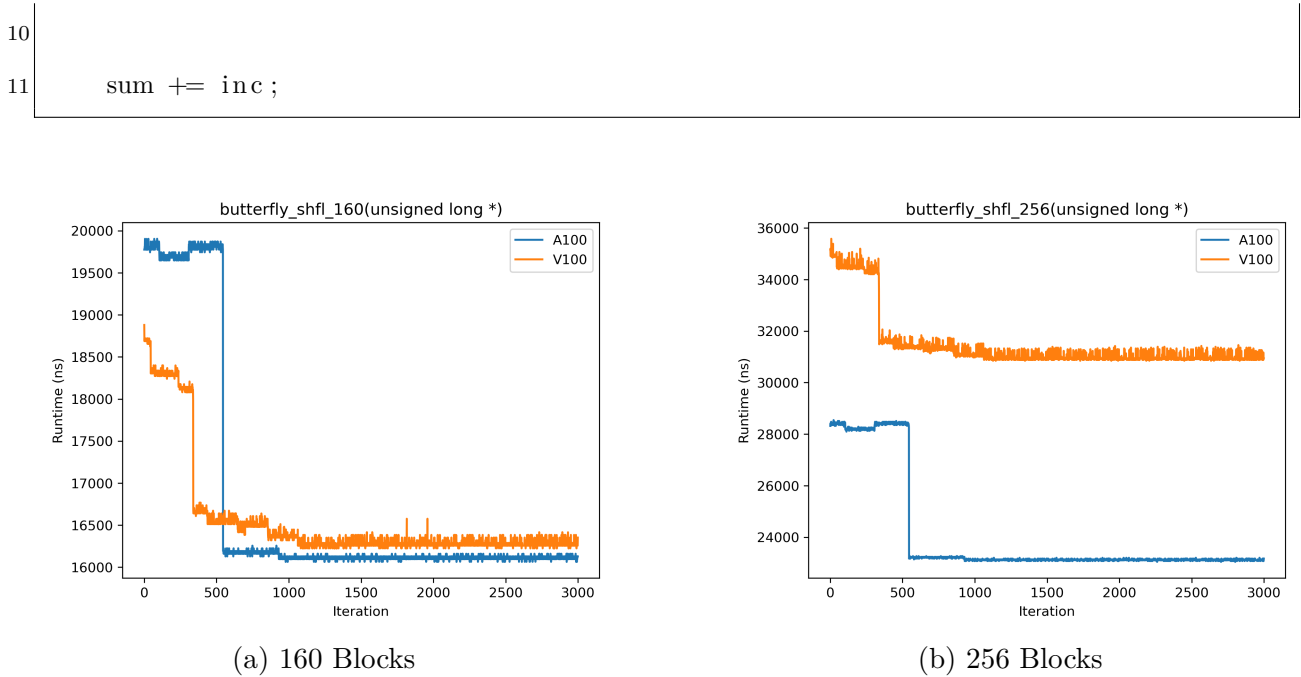 10
11 sum += inc ;
butterfly_shfl_160(unsigned long *)
20000
19500
19000
18500
18000
17500
17000
16500
16000
Runtime (ns)
A100
V100
0 500 1000 1500 2000 2500 3000
Iteration
(a) 160 Blocks
butterfly_shfl_256(unsigned long *)
36000
34000
32000
30000
28000
26000
24000
Runtime (ns)
A100
V100
0 500 1000 1500 2000 2500 3000
Iteration
(b) 256 Blocks